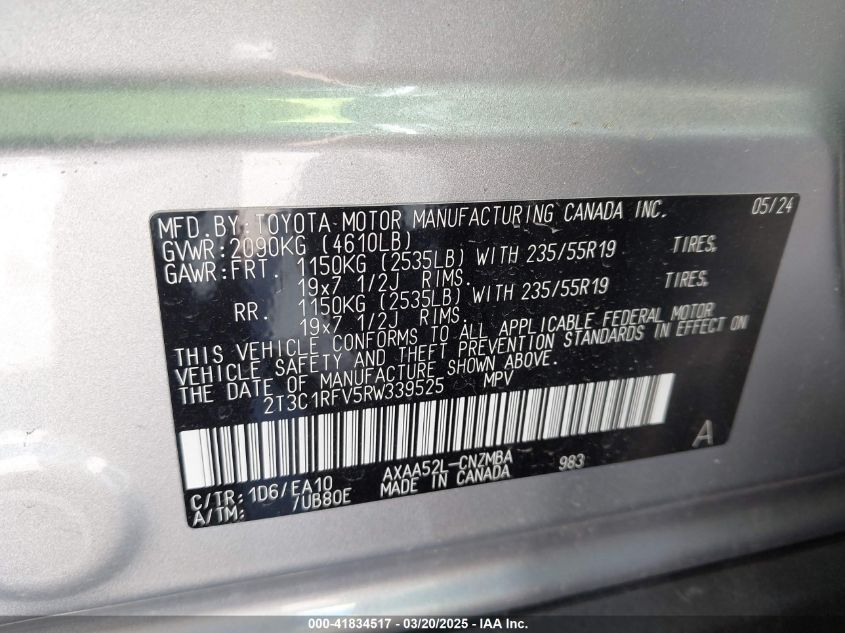 MFD.BY:TOYOTA MOTOR MANUFACTURING CANADA INC. 05/24
GVWR:2090KG (4610LB)
GAWR:FRT. 1150KG (2535LB) WITH 235/55R19 TIRES,
19x7 1/2J RIMS.
RR. 1150KG (2535LB) WITH 235/55R19 TIRES,
19x7 1/2J RIMS.
THIS VEHICLE CONFORMS TO ALL APPLICABLE FEDERAL MOTOR
VEHICLE SAFETY AND THEFT PREVENTION STANDARDS IN EFFECT ON
THE DATE OF MANUFACTURE SHOWN ABOVE.
2T3C1RFV5RW339525 MPV
A
C/TR: 1D6/EA10 AXAA52L-CNZMBA 983
A/TM: /UB80E MADE IN CANADA
000-41834517 | 03/20/2025 - IAA Inc.